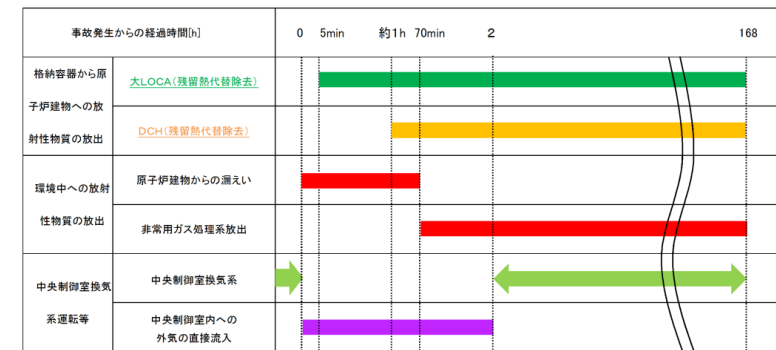 事故発生からの経過時間[h] 0 5min 約1h 70min 2 168
格納容器から原
子炉建物への放
射性物質の放出
大LOCA(残留熱代替除去)
DCH(残留熱代替除去)
環境中への放射
性物質の放出
原子炉建物からの漏えい
非常用ガス処理系放出
中央制御室換気
系運転等
中央制御室換気系
中央制御室内への
外気の直接流入